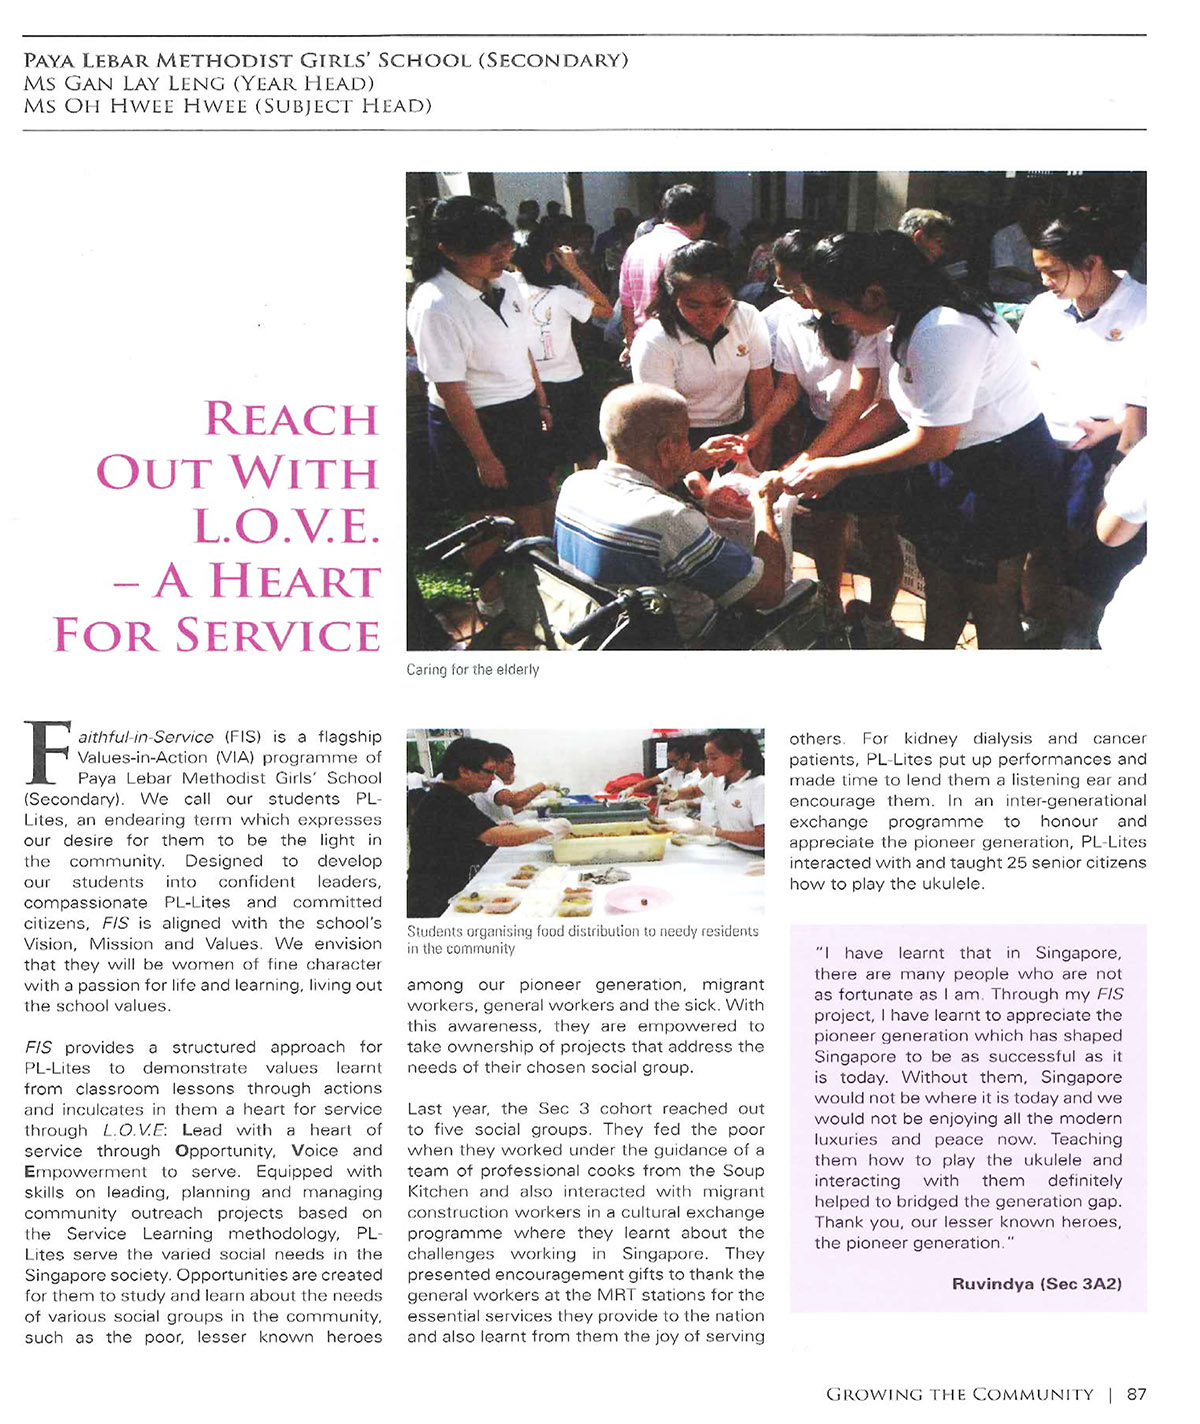 PAYA LEBAR METHODIST GIRLS' SCHOOL (SECONDARY)
MS GAN LAY LENG (YEAR HEAD)
MS OH HWEE HWEE (SUBJECT HEAD)
REACH
OUT WITH
L.O.V.E.
– A HEART
FOR SERVICE
Caring for the elderly
Faithful-in-Service (FIS) is a flagship
Values-in-Action (VIA) programme of
Paya Lebar Methodist Girls' School
(Secondary). We call our students PL-
Lites, an endearing term which expresses
our desire for them to be the light in
the community. Designed to develop
our students into confident leaders,
compassionate PL-Lites and committed
citizens, FIS is aligned with the school's
Vision, Mission and Values. We envision
that they will be women of fine character
with a passion for life and learning, living out
the school values.
FIS provides a structured approach for
PL-Lites to demonstrate values learnt
from classroom lessons through actions
and inculcates in them a heart for service
through L.O.V.E: Lead with a heart of
service through Opportunity, Voice and
Empowerment to serve. Equipped with
skills on leading, planning and managing
community outreach projects based on
the Service Learning methodology, PL-
Lites serve the varied social needs in the
Singapore society. Opportunities are created
for them to study and learn about the needs
of various social groups in the community,
such as the poor, lesser known heroes
Students organising food distribution to needy residents
in the community
among our pioneer generation, migrant
workers, general workers and the sick. With
this awareness, they are empowered to
take ownership of projects that address the
needs of their chosen social group.
Last year, the Sec 3 cohort reached out
to five social groups. They fed the poor
when they worked under the guidance of a
team of professional cooks from the Soup
Kitchen and also interacted with migrant
construction workers in a cultural exchange
programme where they learnt about the
challenges working in Singapore. They
presented encouragement gifts to thank the
general workers at the MRT stations for the
essential services they provide to the nation
and also learnt from them the joy of serving
others. For kidney dialysis and cancer
patients, PL-Lites put up performances and
made time to lend them a listening ear and
encourage them. In an inter-generational
exchange programme to honour and
appreciate the pioneer generation, PL-Lites
interacted with and taught 25 senior citizens
how to play the ukulele.
"I have learnt that in Singapore,
there are many people who are not
as fortunate as I am. Through my FIS
project, I have learnt to appreciate the
pioneer generation which has shaped
Singapore to be as successful as it
is today. Without them, Singapore
would not be where it is today and we
would not be enjoying all the modern
luxuries and peace now. Teaching
them how to play the ukulele and
interacting with them definitely
helped to bridged the generation gap.
Thank you, our lesser known heroes,
the pioneer generation."
Ruvindya (Sec 3A2)
GROWING THE COMMUNITY | 87